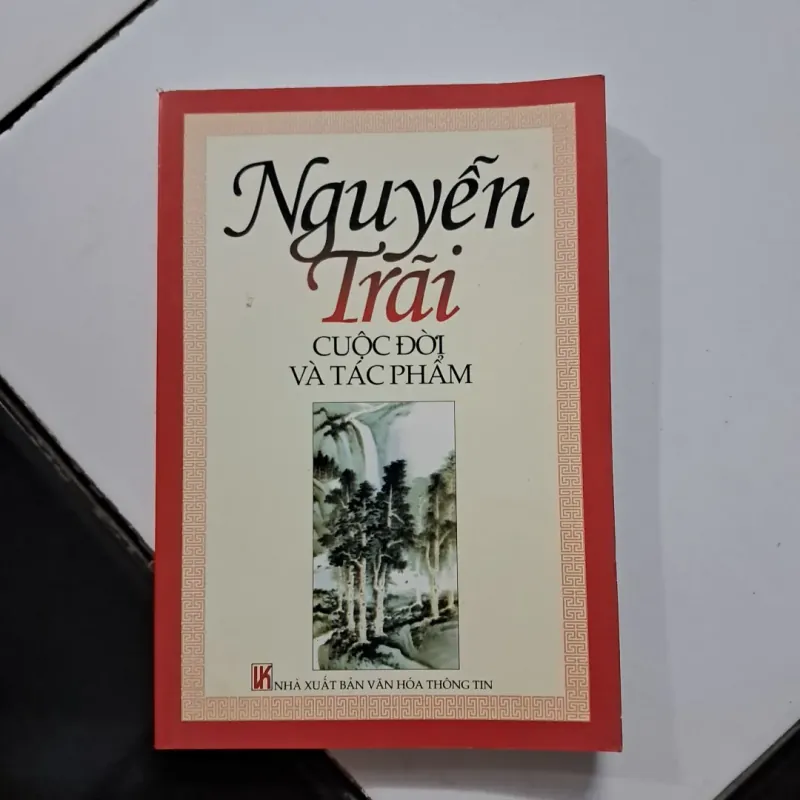 Nguyễn
Trãi
CUỘC ĐỜI
VÀ TÁC PHẨM
NHÀ XUẤT BẢN VĂN HÓA THÔNG TIN